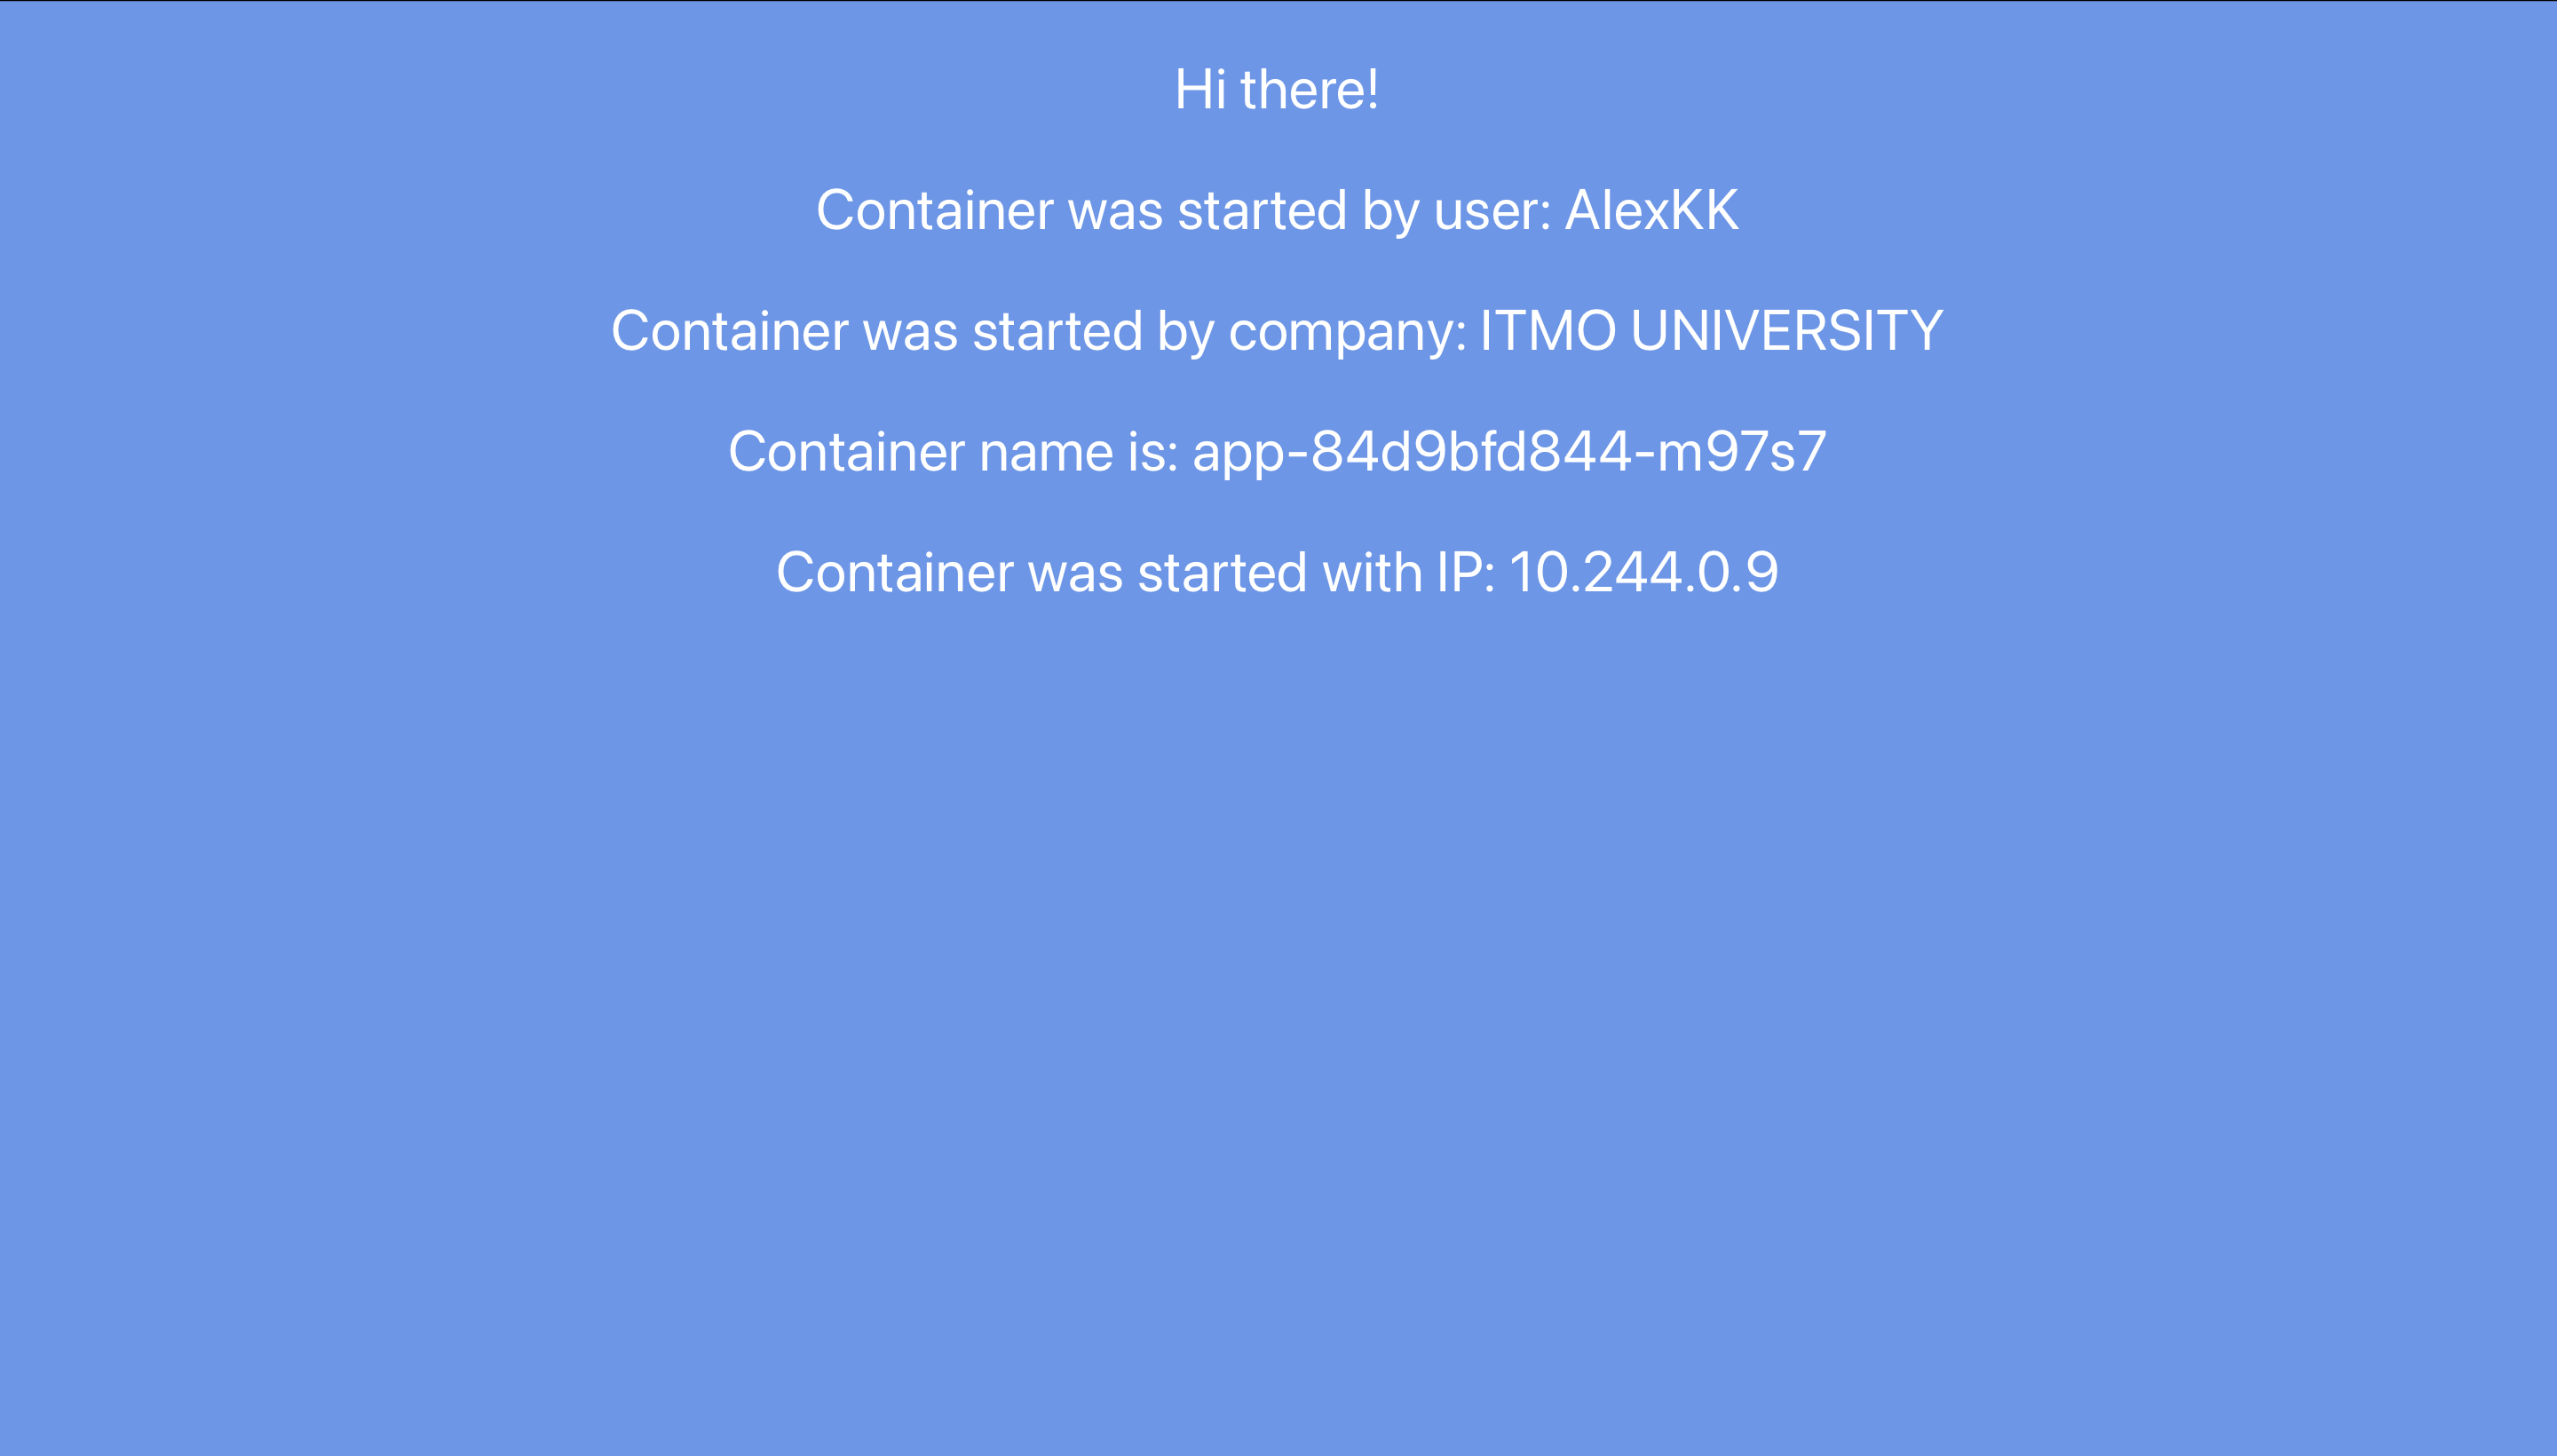 Hi there!
Container was started by user: AlexKK
Container was started by company: ITMO UNIVERSITY
Container name is: app-84d9bfd844-m97s7
Container was started with IP: 10.244.0.9